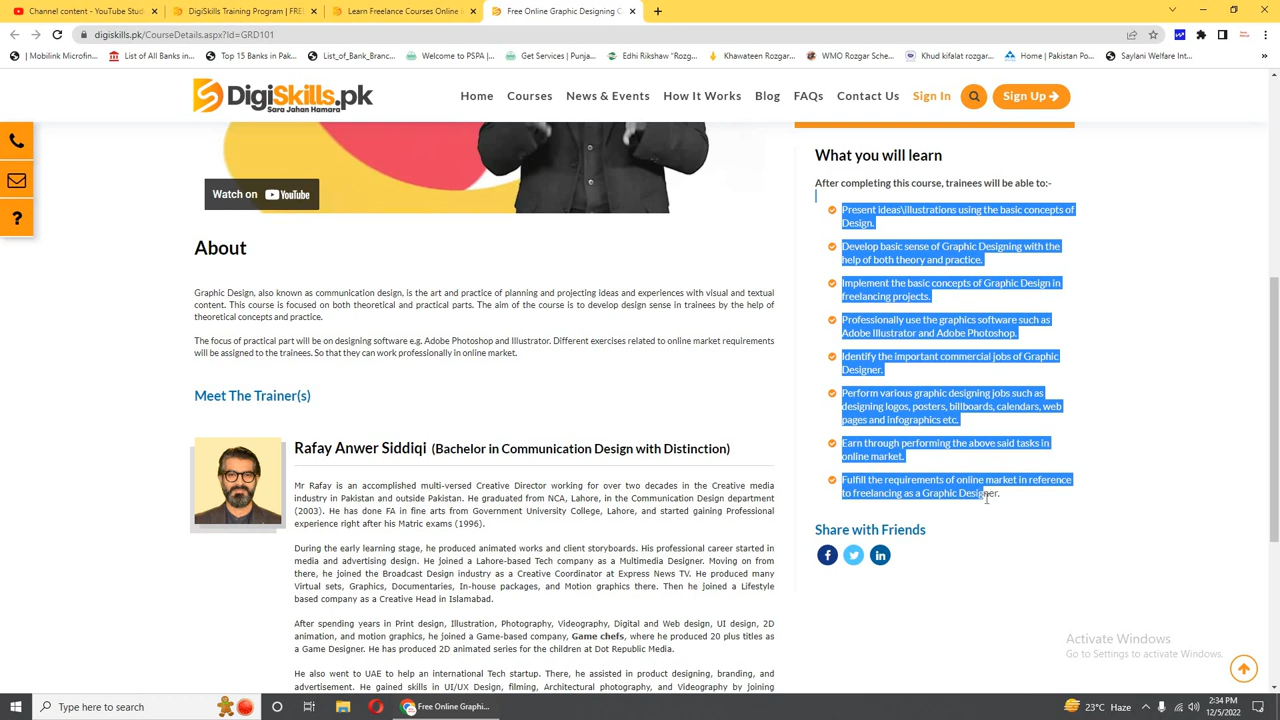 Channel content - YouTube Studi
DigiSkills Training Program | FREE
Learn Freelance Courses Online i
Free Online Graphic Designing C
digiskills.pk/CourseDetails.aspx?Id=GRD101
Mobilink Microfinn...
List of All Banks in...
Top 15 Banks in Pak...
List_of_Bank_Branc...
Welcome to PSPA |...
Get Services | Punja...
Edhi Rikshaw "Rozg...
Khawateen Rozgar...
WMO Rozgar Sche...
Khud kifalat rozgar...
Home | Pakistan Po...
Saylani Welfare Int...
DigiSkills.pk
Sara Jahan Hamara
Home
Courses
News & Events
How It Works
Blog
FAQs
Contact Us
Sign In
Sign Up
Watch on YouTube
What you will learn
After completing this course, trainees will be able to:-
Present ideas\illustrations using the basic concepts of
Design.
Develop basic sense of Graphic Designing with the
help of both theory and practice.
Implement the basic concepts of Graphic Design in
freelancing projects.
Professionally use the graphics software such as
Adobe Illustrator and Adobe Photoshop.
Identify the important commercial jobs of Graphic
Designer.
Perform various graphic designing jobs such as
designing logos, posters, billboards, calendars, web
pages and infographics etc.
Earn through performing the above said tasks in
online market.
Fulfill the requirements of online market in reference
to freelancing as a Graphic Designer.
Share with Friends
About
Graphic Design, also known as communication design, is the art and practice of planning and projecting ideas and experiences with visual and textual
content. This course is focused on both theoretical and practical parts. The aim of the course is to develop design sense in trainees by the help of
theoretical concepts and practice.
The focus of practical part will be on designing software e.g. Adobe Photoshop and Illustrator. Different exercises related to online market requirements
will be assigned to the trainees. So that they can work professionally in online market.
Meet The Trainer(s)
Rafay Anwer Siddiqi (Bachelor in Communication Design with Distinction)
Mr Rafay is an accomplished multi-versed Creative Director working for over two decades in the Creative media
industry in Pakistan and outside Pakistan. He graduated from NCA, Lahore, in the Communication Design department
(2003). He has done FA in fine arts from Government University College, Lahore, and started gaining Professional
experience right after his Matric exams (1996).
During the early learning stage, he produced animated works and client storyboards. His professional career started in
media and advertising design. He joined a Lahore-based Tech company as a Multimedia Designer. Moving on from
there, he joined the Broadcast Design industry as a Creative Coordinator at Express News TV. He produced many
Virtual sets, Graphics, Documentaries, In-house packages, and Motion graphics there. Then he joined a Lifestyle
based company as a Creative Head in Islamabad.
After spending years in Print design, Illustration, Photography, Videography, Digital and Web design, UI design, 2D
animation, and motion graphics, he joined a Game-based company, Game chefs, where he produced 20 plus titles as
a Game Designer. He has produced 2D animated series for the children at Dot Republic Media.
He also went to UAE to help an international Tech startup. There, he assisted in product designing, branding, and
advertisement. He gained skills in UI/UX Design, filming, Architectural photography, and Videography by joining
Activate Windows
Go to Settings to activate Windows.
Type here to search
Free Online Graphi...
23°C Haze
2:34 PM
12/5/2022